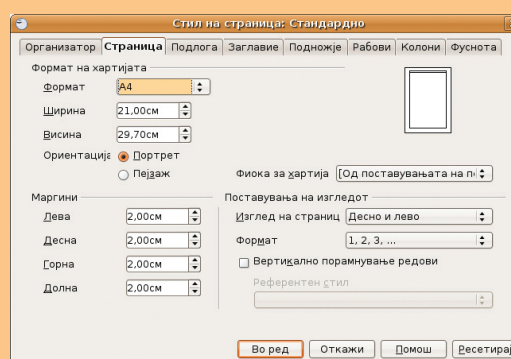 Стил на страница: Стандардно
Организатор Страница Подлога Заглавие Подножје Рабови Колони Фуснота
Формат на хартијата
Формат A4
Ширина 21,00см
Висина 29,70см
Ориентација Портрет
Пејзаж
Фиока за хартија [Од поставувањата на
Маргини
Лева 2,00см
Десна 2,00см
Горна 2,00см
Долна 2,00см
Поставувања на изгледот
Изглед на страниц Десно и лево
Формат 1, 2, 3, ...
Вертикално порамнување редови
Референтен стил
Во ред Откажи Помош Ресетирај